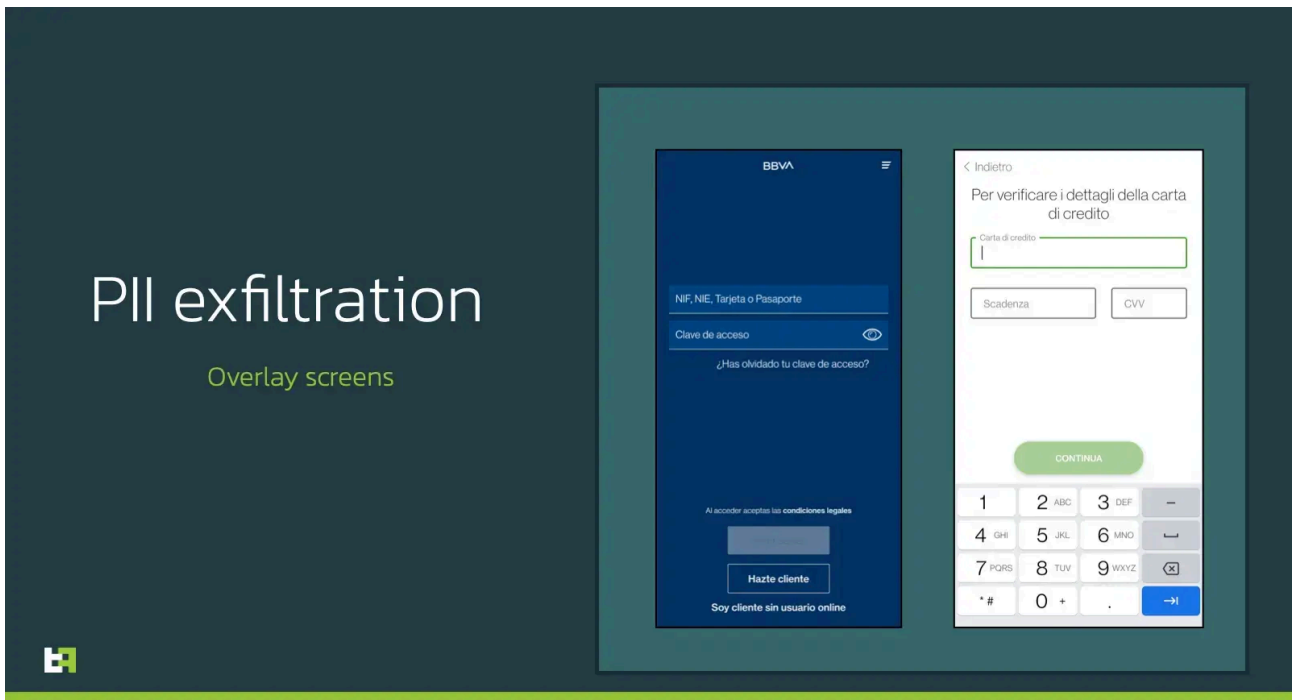 PII exfiltration
Overlay screens
BBVA
NIF, NIE, Tarjeta o Pasaporte
Clave de acceso
¿Has olvidado tu clave de acceso?
Al acceder aceptas las condiciones legales
Hazte cliente
Soy cliente sin usuario online
< Indietro
Per verificare i dettagli della carta
di credito
Carta di credito
Scadenza
CVV
CONTINUA
1 2 ABC 3 DEF –
4 GHI 5 JKL 6 MNO
7 PQRS 8 TUV 9 WXYZ
* # 0 + .